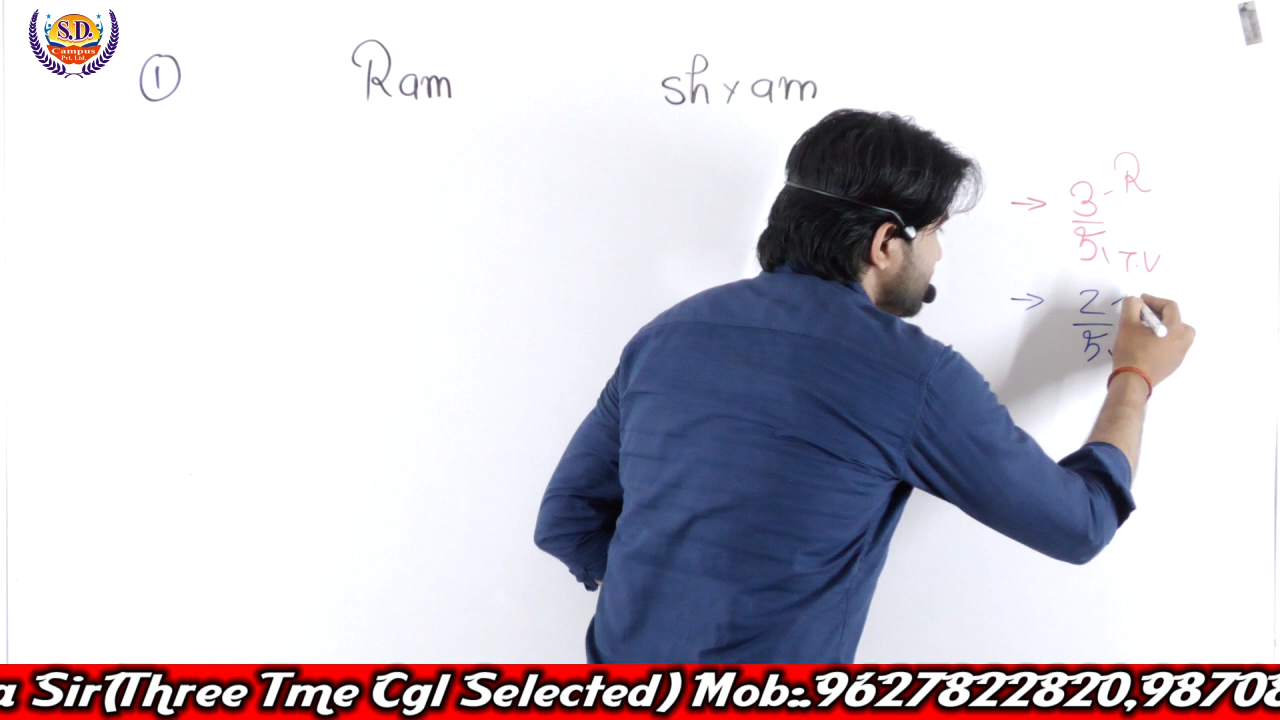 S.D.
Campus
Pvt. Ltd.
① Ram shyam
→ 3 - R
5, T.V
→ 2
5,
a Sir(Three Tme Cgl Selected) Mob:.9627822820,98708